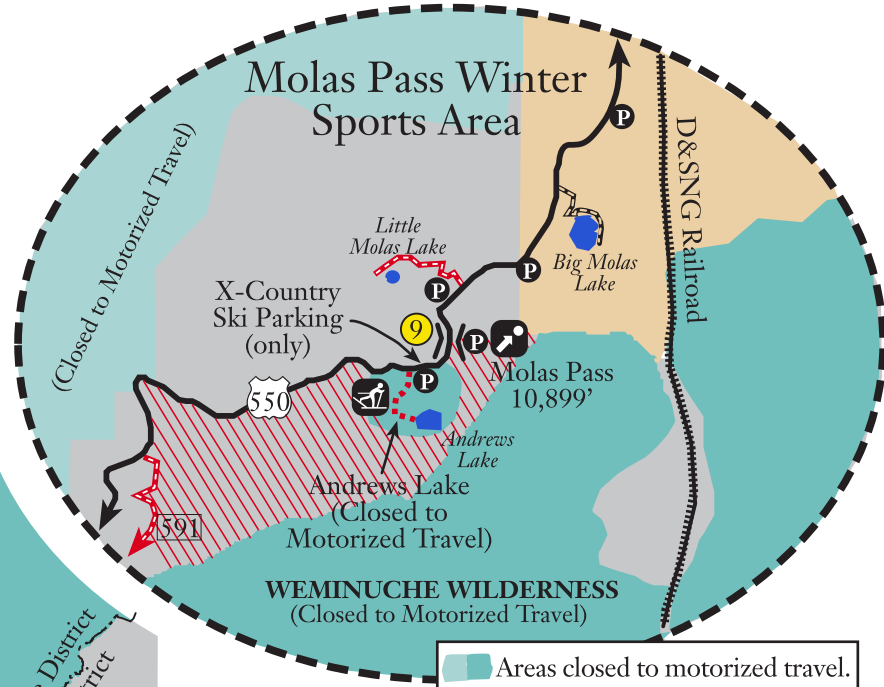 Molas Pass Winter
Sports Area
(Closed to Motorized Travel)
D&SNG Railroad
P
Little
Molas Lake
Big Molas
Lake
P
P
X-Country
Ski Parking
(only)
9
P
Molas Pass
10,899’
P
550
Andrews
Lake
Andrews Lake
(Closed to
Motorized Travel)
591
WEMINUCHE WILDERNESS
(Closed to Motorized Travel)
District
Areas closed to motorized travel.